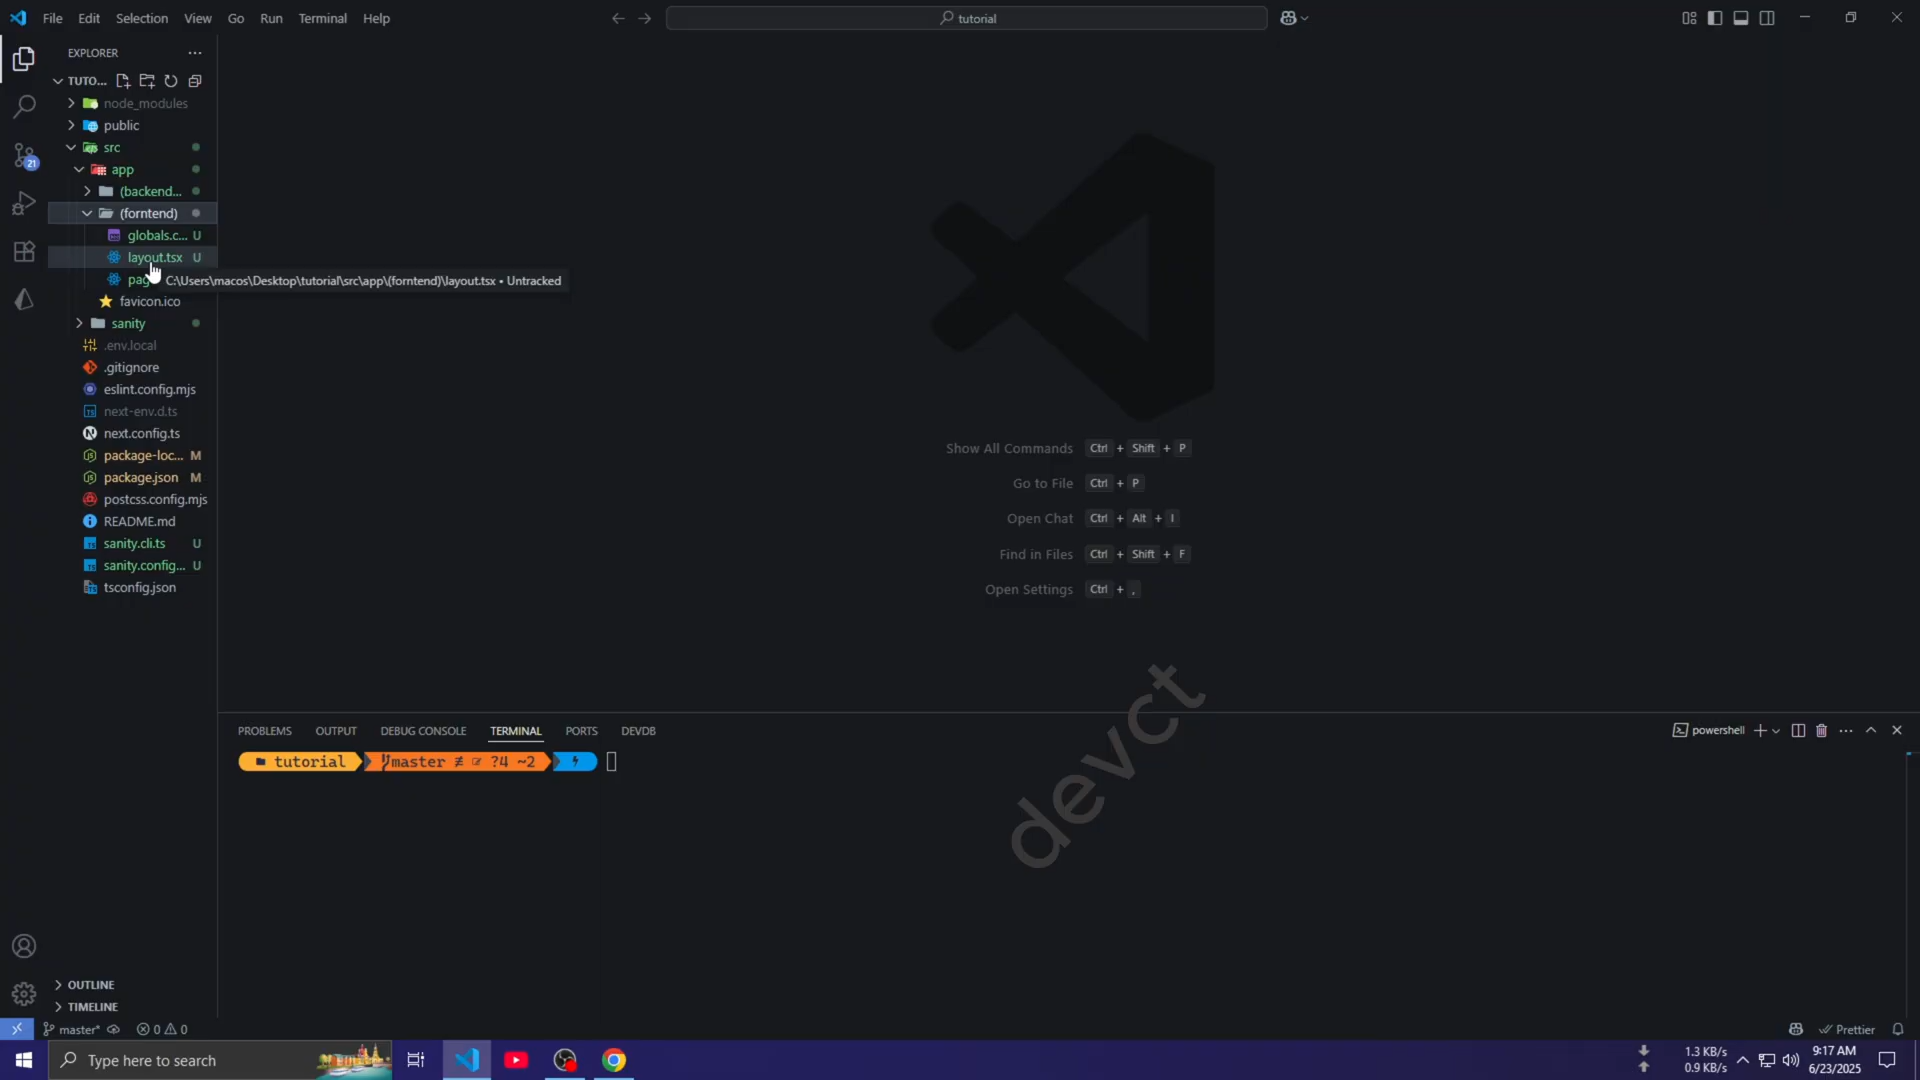 File Edit Selection View Go Run Terminal Help
tutorial
EXPLORER
TUTO...
node_modules
public
src
app
(backend...
(forntend)
globals.c... U
layout.tsx U
pag
C:\Users\macos\Desktop\tutorial\src\app\(forntend)\layout.tsx • Untracked
favicon.ico
sanity
.env.local
.gitignore
eslint.config.mjs
next-env.d.ts
next.config.ts
package-loc... M
package.json M
postcss.config.mjs
README.md
sanity.cli.ts U
sanity.config... U
tsconfig.json
21
Show All Commands Ctrl + Shift + P
Go to File Ctrl + P
Open Chat Ctrl + Alt + I
Find in Files Ctrl + Shift + F
Open Settings Ctrl + ,
devct
PROBLEMS OUTPUT DEBUG CONSOLE TERMINAL PORTS DEVDB
powershell
tutorial master ≢ ?4 ~2
OUTLINE
TIMELINE
master* 0 0
Prettier
Type here to search
1.3 KB/s
0.9 KB/s
9:17 AM
6/23/2025